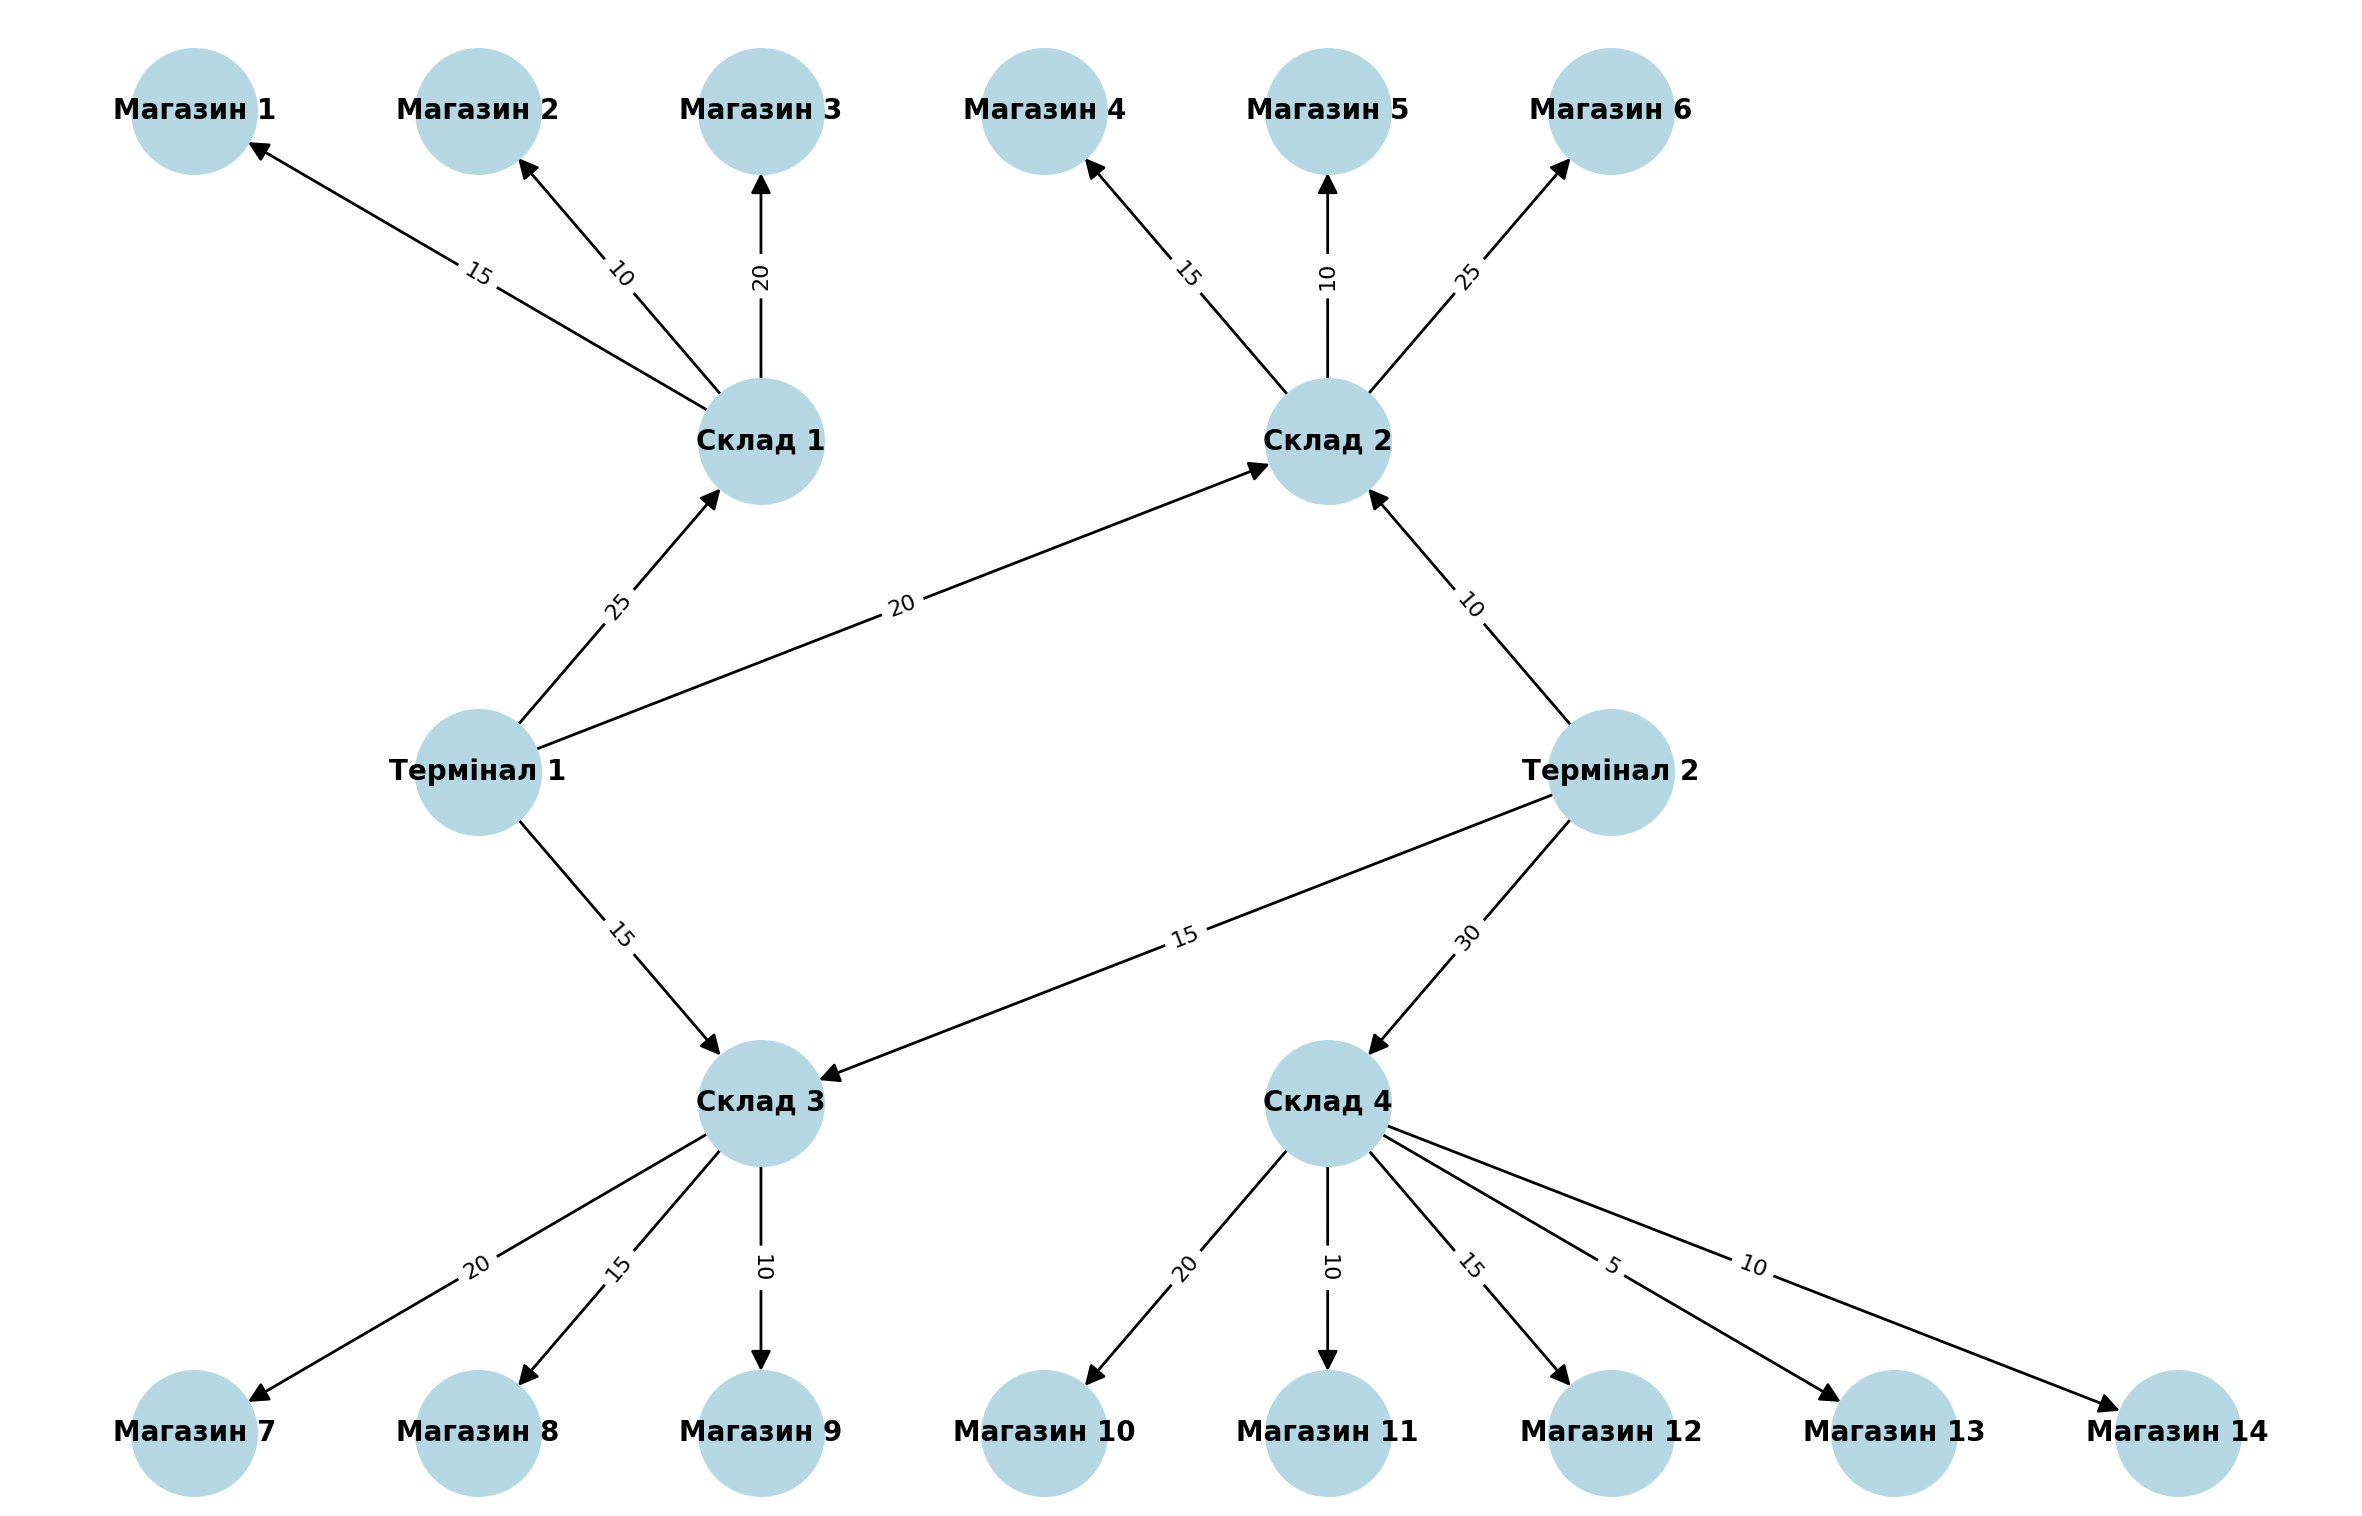 Магазин 1
Магазин 2
Магазин 3
Магазин 4
Магазин 5
Магазин 6
15
10
20
15
10
25
Склад 1
Склад 2
25
20
10
Термінал 1
Термінал 2
15
15
30
Склад 3
Склад 4
20
15
10
20
10
15
5
10
Магазин 7
Магазин 8
Магазин 9
Магазин 10
Магазин 11
Магазин 12
Магазин 13
Магазин 14